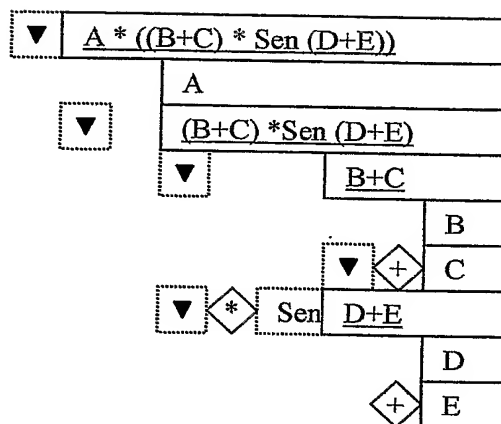 ▼ A * ((B+C) * Sen (D+E))
A
▼ (B+C) *Sen (D+E)
▼ B+C
B
▼ + C
▼ * Sen D+E
D
+ E